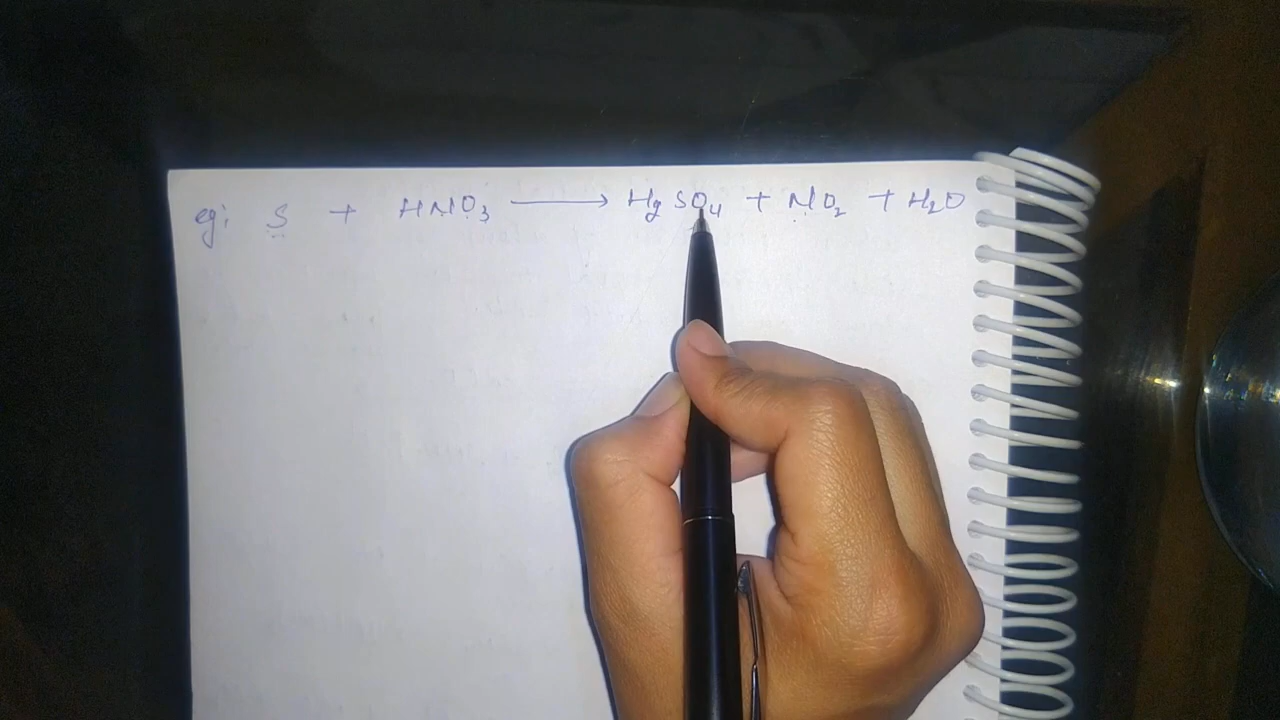 eg: S + HNO3 ⟶ H2SO4 + NO2 + H2O